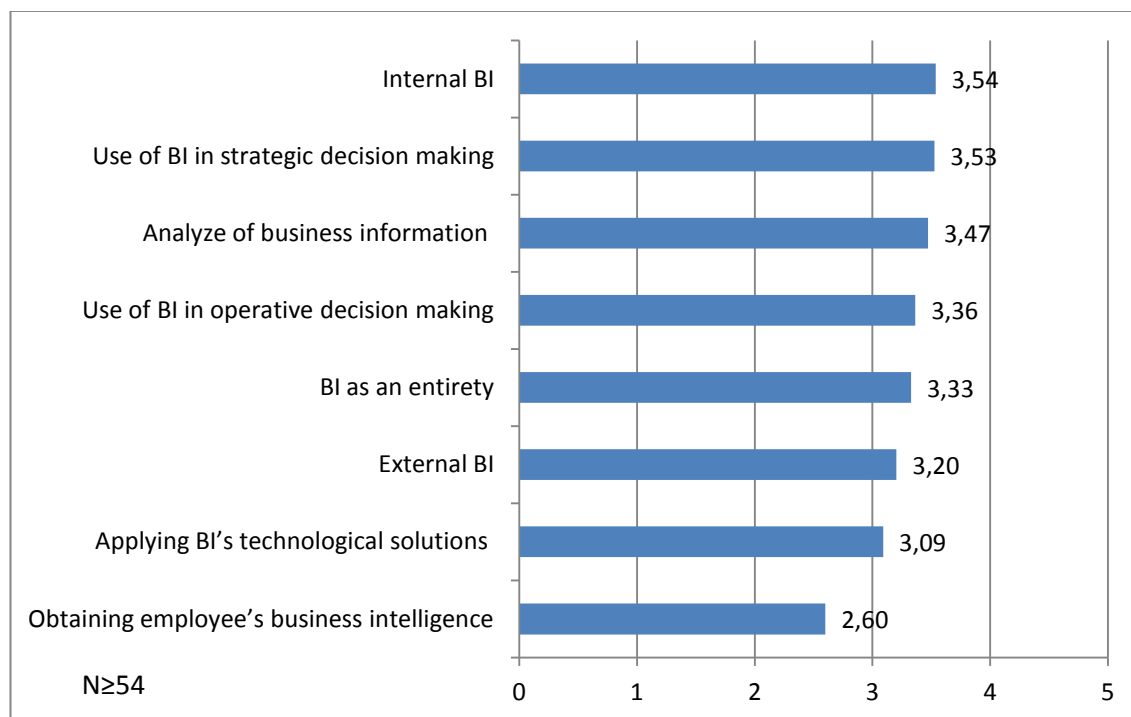 Internal BI 3,54
Use of BI in strategic decision making 3,53
Analyze of business information 3,47
Use of BI in operative decision making 3,36
BI as an entirety 3,33
External BI 3,20
Applying BI’s technological solutions 3,09
Obtaining employee’s business intelligence 2,60
N≥54
0 1 2 3 4 5